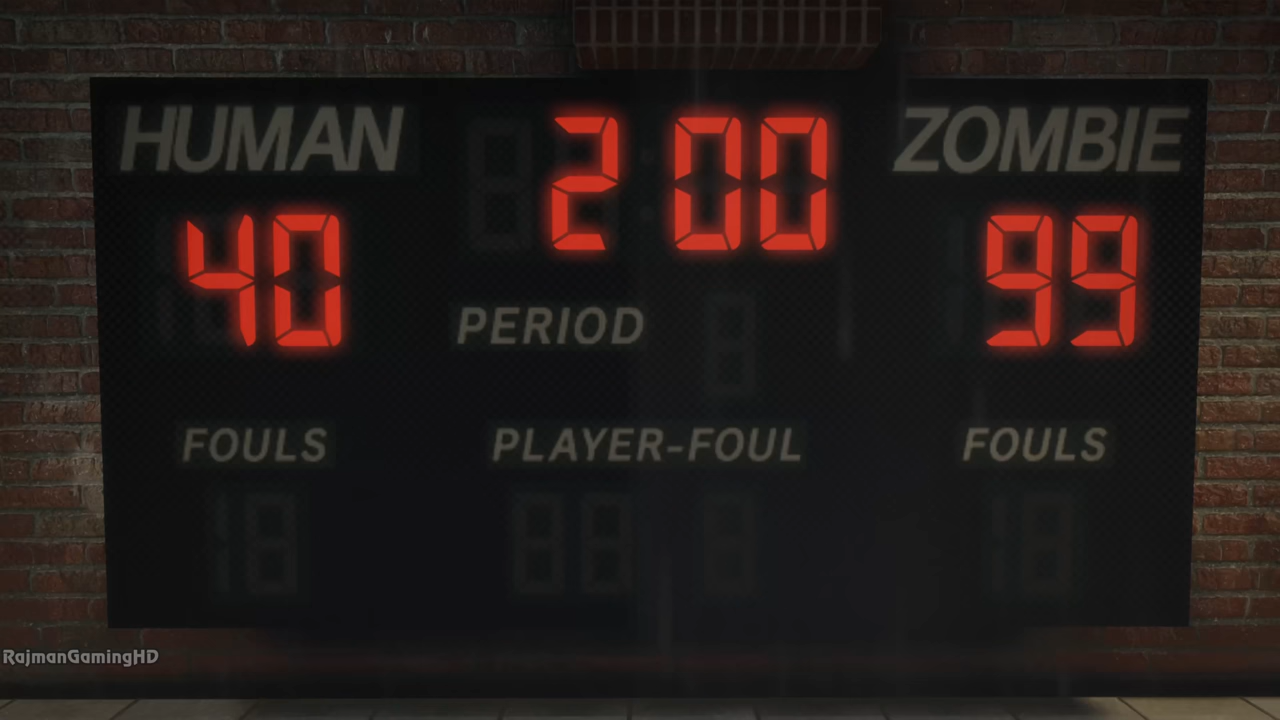 HUMAN 2 00 ZOMBIE
40 99
PERIOD
FOULS PLAYER-FOUL FOULS
RajmanGamingHD